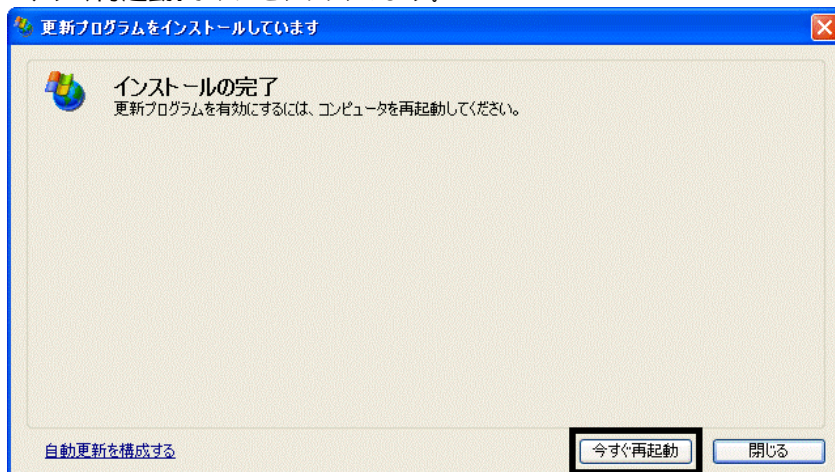 更新プログラムをインストールしています
インストールの完了
更新プログラムを有効にするには、コンピュータを再起動してください。
自動更新を構成する
今すぐ再起動
閉じる